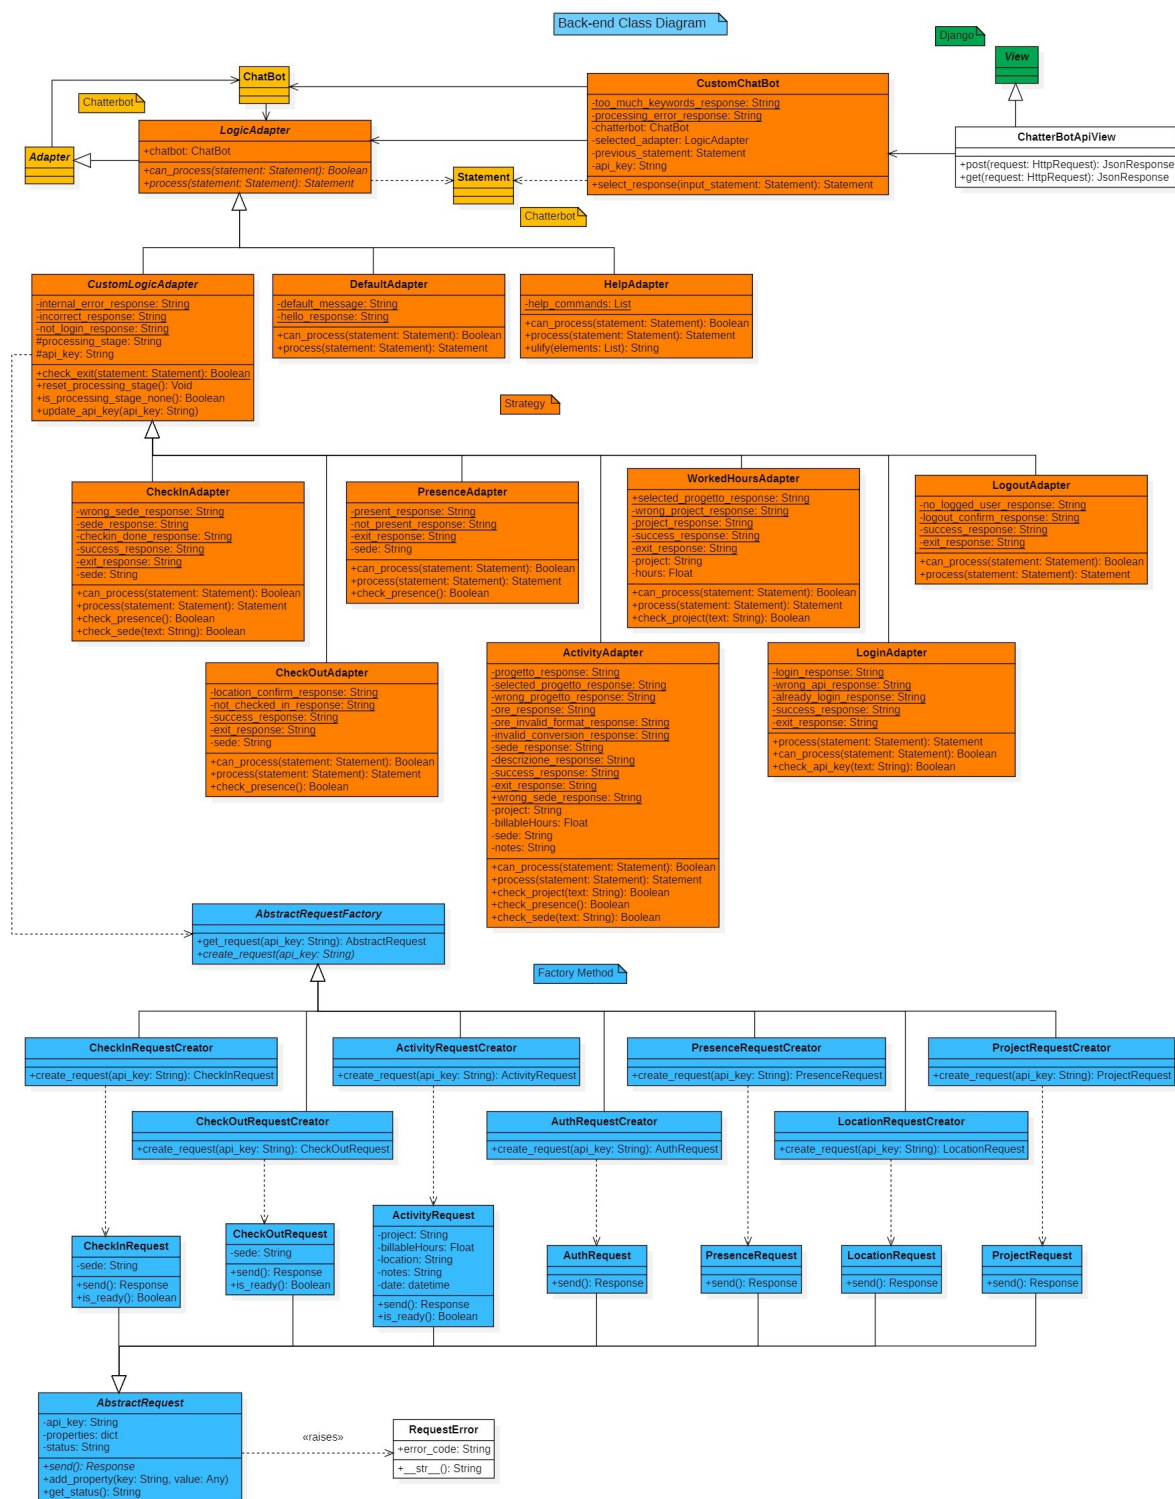 Back-end Class Diagram
Django
View
ChatBot
Chatterbot
Adapter
LogicAdapter
+chatbot: ChatBot
+can_process(statement: Statement): Boolean
+process(statement: Statement): Statement
CustomChatBot
-too_much_keywords_response: String
-processing_error_response: String
-chatterbot: ChatBot
-selected_adapter: LogicAdapter
-previous_statement: Statement
-api_key: String
+select_response(input_statement: Statement): Statement
ChatterBotApiView
+post(request: HttpRequest): JsonResponse
+get(request: HttpRequest): JsonResponse
Statement
Chatterbot
CustomLogicAdapter
-internal_error_response: String
-incorrect_response: String
-not_login_response: String
#processing_stage: String
#api_key: String
+check_exit(statement: Statement): Boolean
+reset_processing_stage(): Void
+is_processing_stage_none(): Boolean
+update_api_key(api_key: String)
DefaultAdapter
-default_message: String
-hello_response: String
+can_process(statement: Statement): Boolean
+process(statement: Statement): Statement
HelpAdapter
-help_commands: List
+can_process(statement: Statement): Boolean
+process(statement: Statement): Statement
+ulify(elements: List): String
Strategy
CheckInAdapter
-wrong_sede_response: String
-sede_response: String
-checkin_done_response: String
-success_response: String
-exit_response: String
-sede: String
+can_process(statement: Statement): Boolean
+process(statement: Statement): Statement
+check_presence(): Boolean
+check_sede(text: String): Boolean
PresenceAdapter
-present_response: String
-not_present_response: String
-exit_response: String
-sede: String
+can_process(statement: Statement): Boolean
+process(statement: Statement): Statement
+check_presence(): Boolean
WorkedHoursAdapter
+selected_progetto_response: String
-wrong_project_response: String
-project_response: String
-success_response: String
-exit_response: String
-project: String
-hours: Float
+can_process(statement: Statement): Boolean
+process(statement: Statement): Statement
+check_project(text: String): Boolean
LogoutAdapter
-no_logged_user_response: String
-logout_confirm_response: String
-success_response: String
-exit_response: String
+can_process(statement: Statement): Boolean
+process(statement: Statement): Statement
CheckOutAdapter
-location_confirm_response: String
-not_checked_in_response: String
-success_response: String
-exit_response: String
-sede: String
+can_process(statement: Statement): Boolean
+process(statement: Statement): Statement
+check_presence(): Boolean
ActivityAdapter
-progetto_response: String
-selected_progetto_response: String
-wrong_progetto_response: String
-ore_response: String
-ore_invalid_format_response: String
-invalid_conversion_response: String
-sede_response: String
-descrizione_response: String
-success_response: String
-exit_response: String
+wrong_sede_response: String
-project: String
-billableHours: Float
-sede: String
-notes: String
+can_process(statement: Statement): Boolean
+process(statement: Statement): Statement
+check_project(text: String): Boolean
+check_presence(): Boolean
+check_sede(text: String): Boolean
LoginAdapter
-login_response: String
-wrong_api_response: String
-already_login_response: String
-success_response: String
-exit_response: String
+process(statement: Statement): Statement
+can_process(statement: Statement): Boolean
+check_api_key(text: String): Boolean
AbstractRequestFactory
+get_request(api_key: String): AbstractRequest
+create_request(api_key: String)
Factory Method
CheckInRequestCreator
+create_request(api_key: String): CheckInRequest
ActivityRequestCreator
+create_request(api_key: String): ActivityRequest
PresenceRequestCreator
+create_request(api_key: String): PresenceRequest
ProjectRequestCreator
+create_request(api_key: String): ProjectRequest
CheckOutRequestCreator
+create_request(api_key: String): CheckOutRequest
AuthRequestCreator
+create_request(api_key: String): AuthRequest
LocationRequestCreator
+create_request(api_key: String): LocationRequest
CheckInRequest
-sede: String
+send(): Response
+is_ready(): Boolean
CheckOutRequest
-sede: String
+send(): Response
+is_ready(): Boolean
ActivityRequest
-project: String
-billableHours: Float
-location: String
-notes: String
-date: datetime
+send(): Response
+is_ready(): Boolean
AuthRequest
+send(): Response
PresenceRequest
+send(): Response
LocationRequest
+send(): Response
ProjectRequest
+send(): Response
AbstractRequest
-api_key: String
-properties: dict
-status: String
+send(): Response
+add_property(key: String, value: Any)
+get_status(): String
«raises»
RequestError
+error_code: String
+__str__(): String